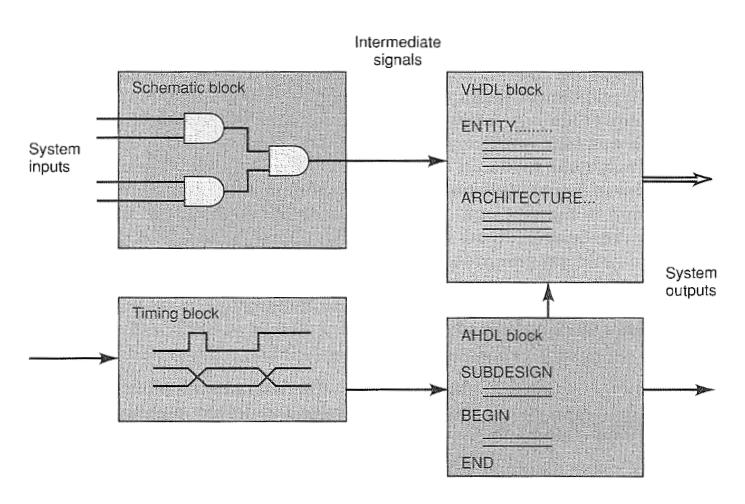 Intermediate
signals
Schematic block
System
inputs
VHDL block
ENTITY.........
ARCHITECTURE...
System
outputs
Timing block
AHDL block
SUBDESIGN
BEGIN
END